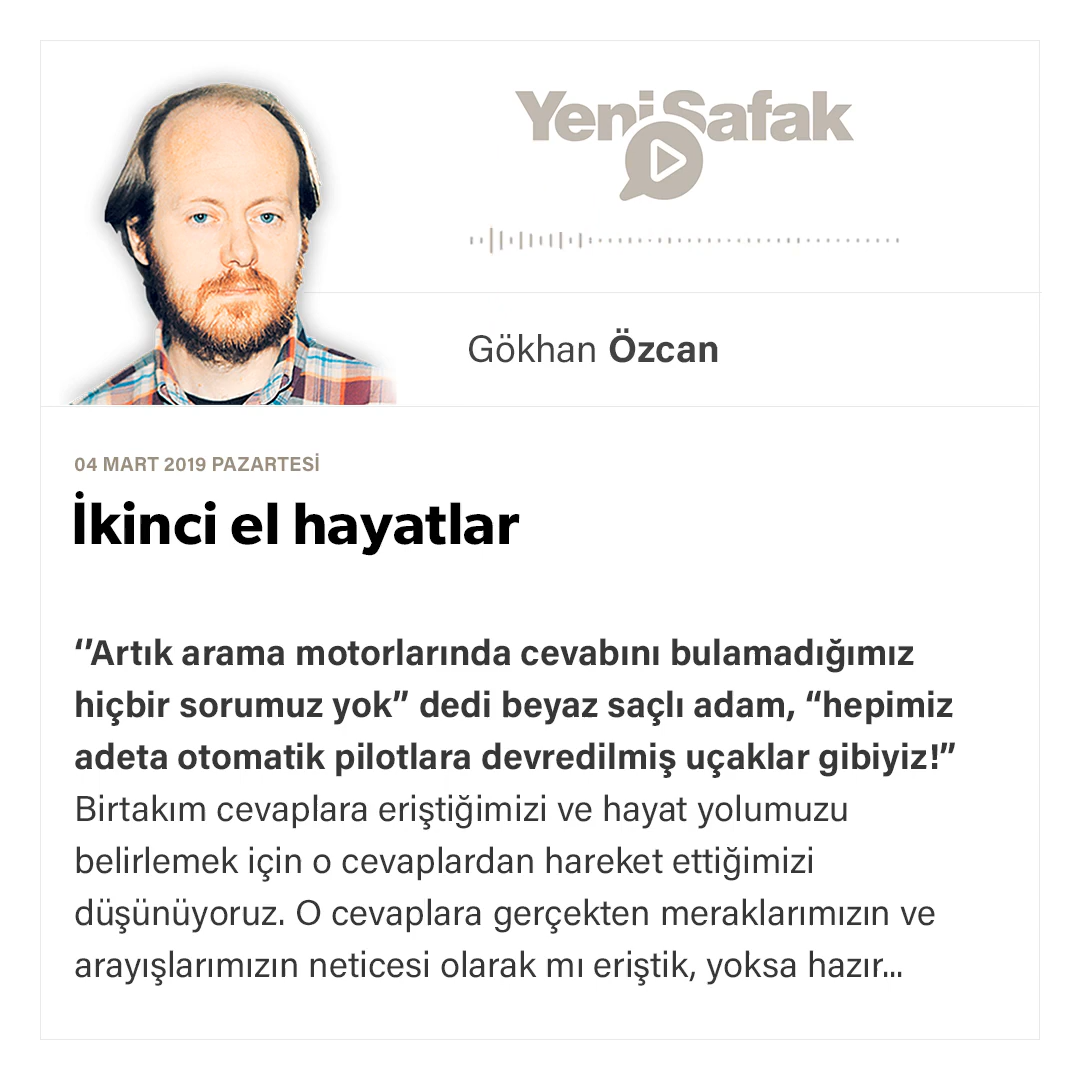 Yeni Safak
Gökhan Özcan
04 MART 2019 PAZARTESİ
İkinci el hayatlar
‘’Artık arama motorlarında cevabını bulamadığımız
hiçbir sorumuz yok” dedi beyaz saçlı adam, “hepimiz
adeta otomatik pilotlara devredilmiş uçaklar gibiyiz!”
Birtakım cevaplara eriştiğimizi ve hayat yolumuzu
belirlemek için o cevaplardan hareket ettiğimizi
düşünüyoruz. O cevaplara gerçekten meraklarımızın ve
arayışlarımızın neticesi olarak mı eriştik, yoksa hazır...